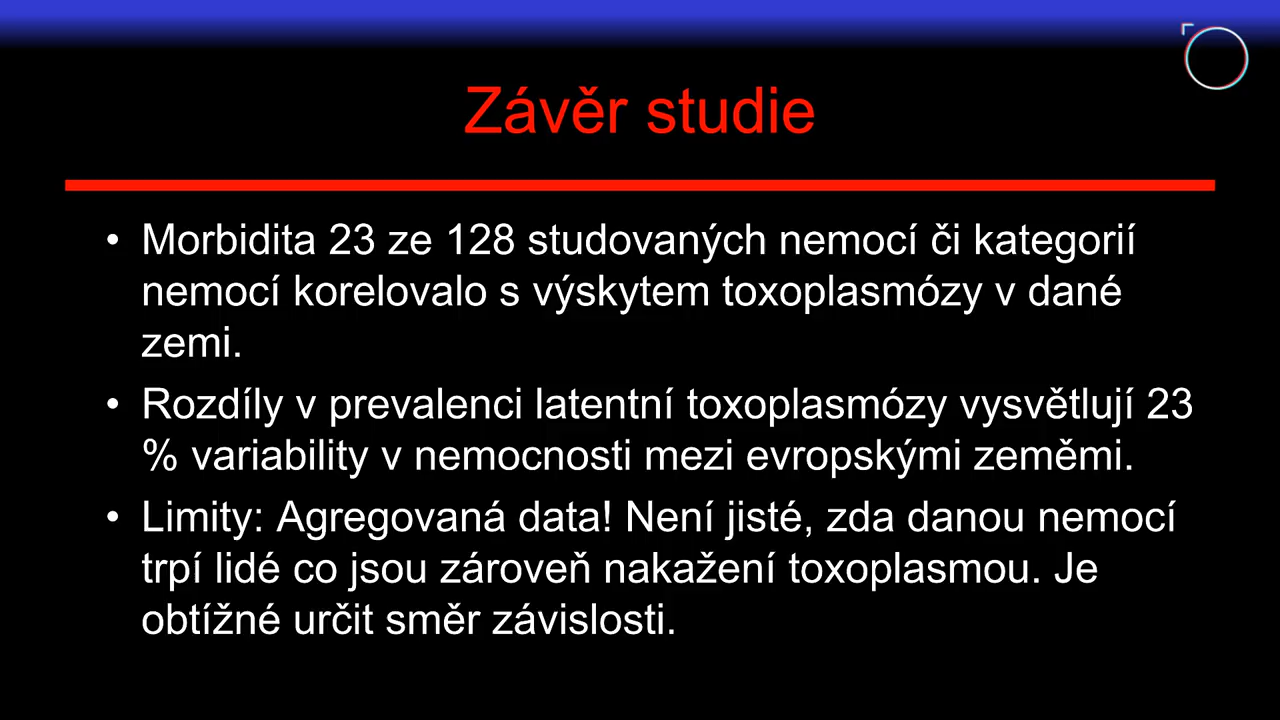 Závěr studie
• Morbidita 23 ze 128 studovaných nemocí či kategorií
nemocí korelovalo s výskytem toxoplasmózy v dané
zemi.
• Rozdíly v prevalenci latentní toxoplasmózy vysvětlují 23
% variability v nemocnosti mezi evropskými zeměmi.
• Limity: Agregovaná data! Není jisté, zda danou nemocí
trpí lidé co jsou zároveň nakažení toxoplasmou. Je
obtížné určit směr závislosti.